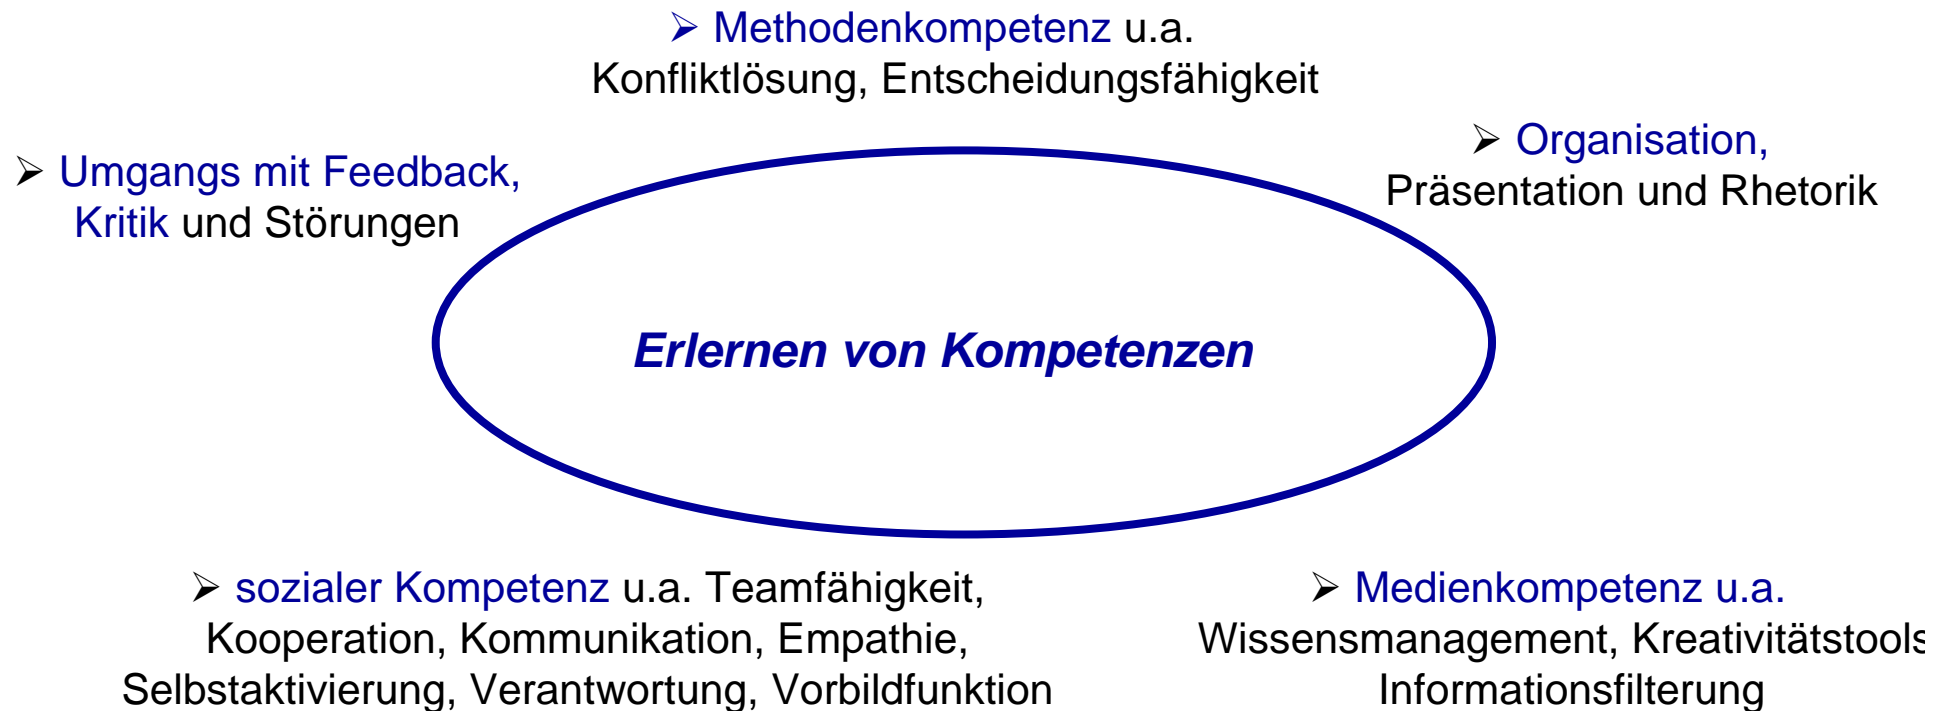 ➢ Methodenkompetenz u.a.
Konfliktlösung, Entscheidungsfähigkeit
➢ Organisation,
Präsentation und Rhetorik
➢ Umgangs mit Feedback,
Kritik und Störungen
Erlernen von Kompetenzen
➢ sozialer Kompetenz u.a. Teamfähigkeit,
Kooperation, Kommunikation, Empathie,
Selbstaktivierung, Verantwortung, Vorbildfunktion
➢ Medienkompetenz u.a.
Wissensmanagement, Kreativitätstools
Informationsfilterung